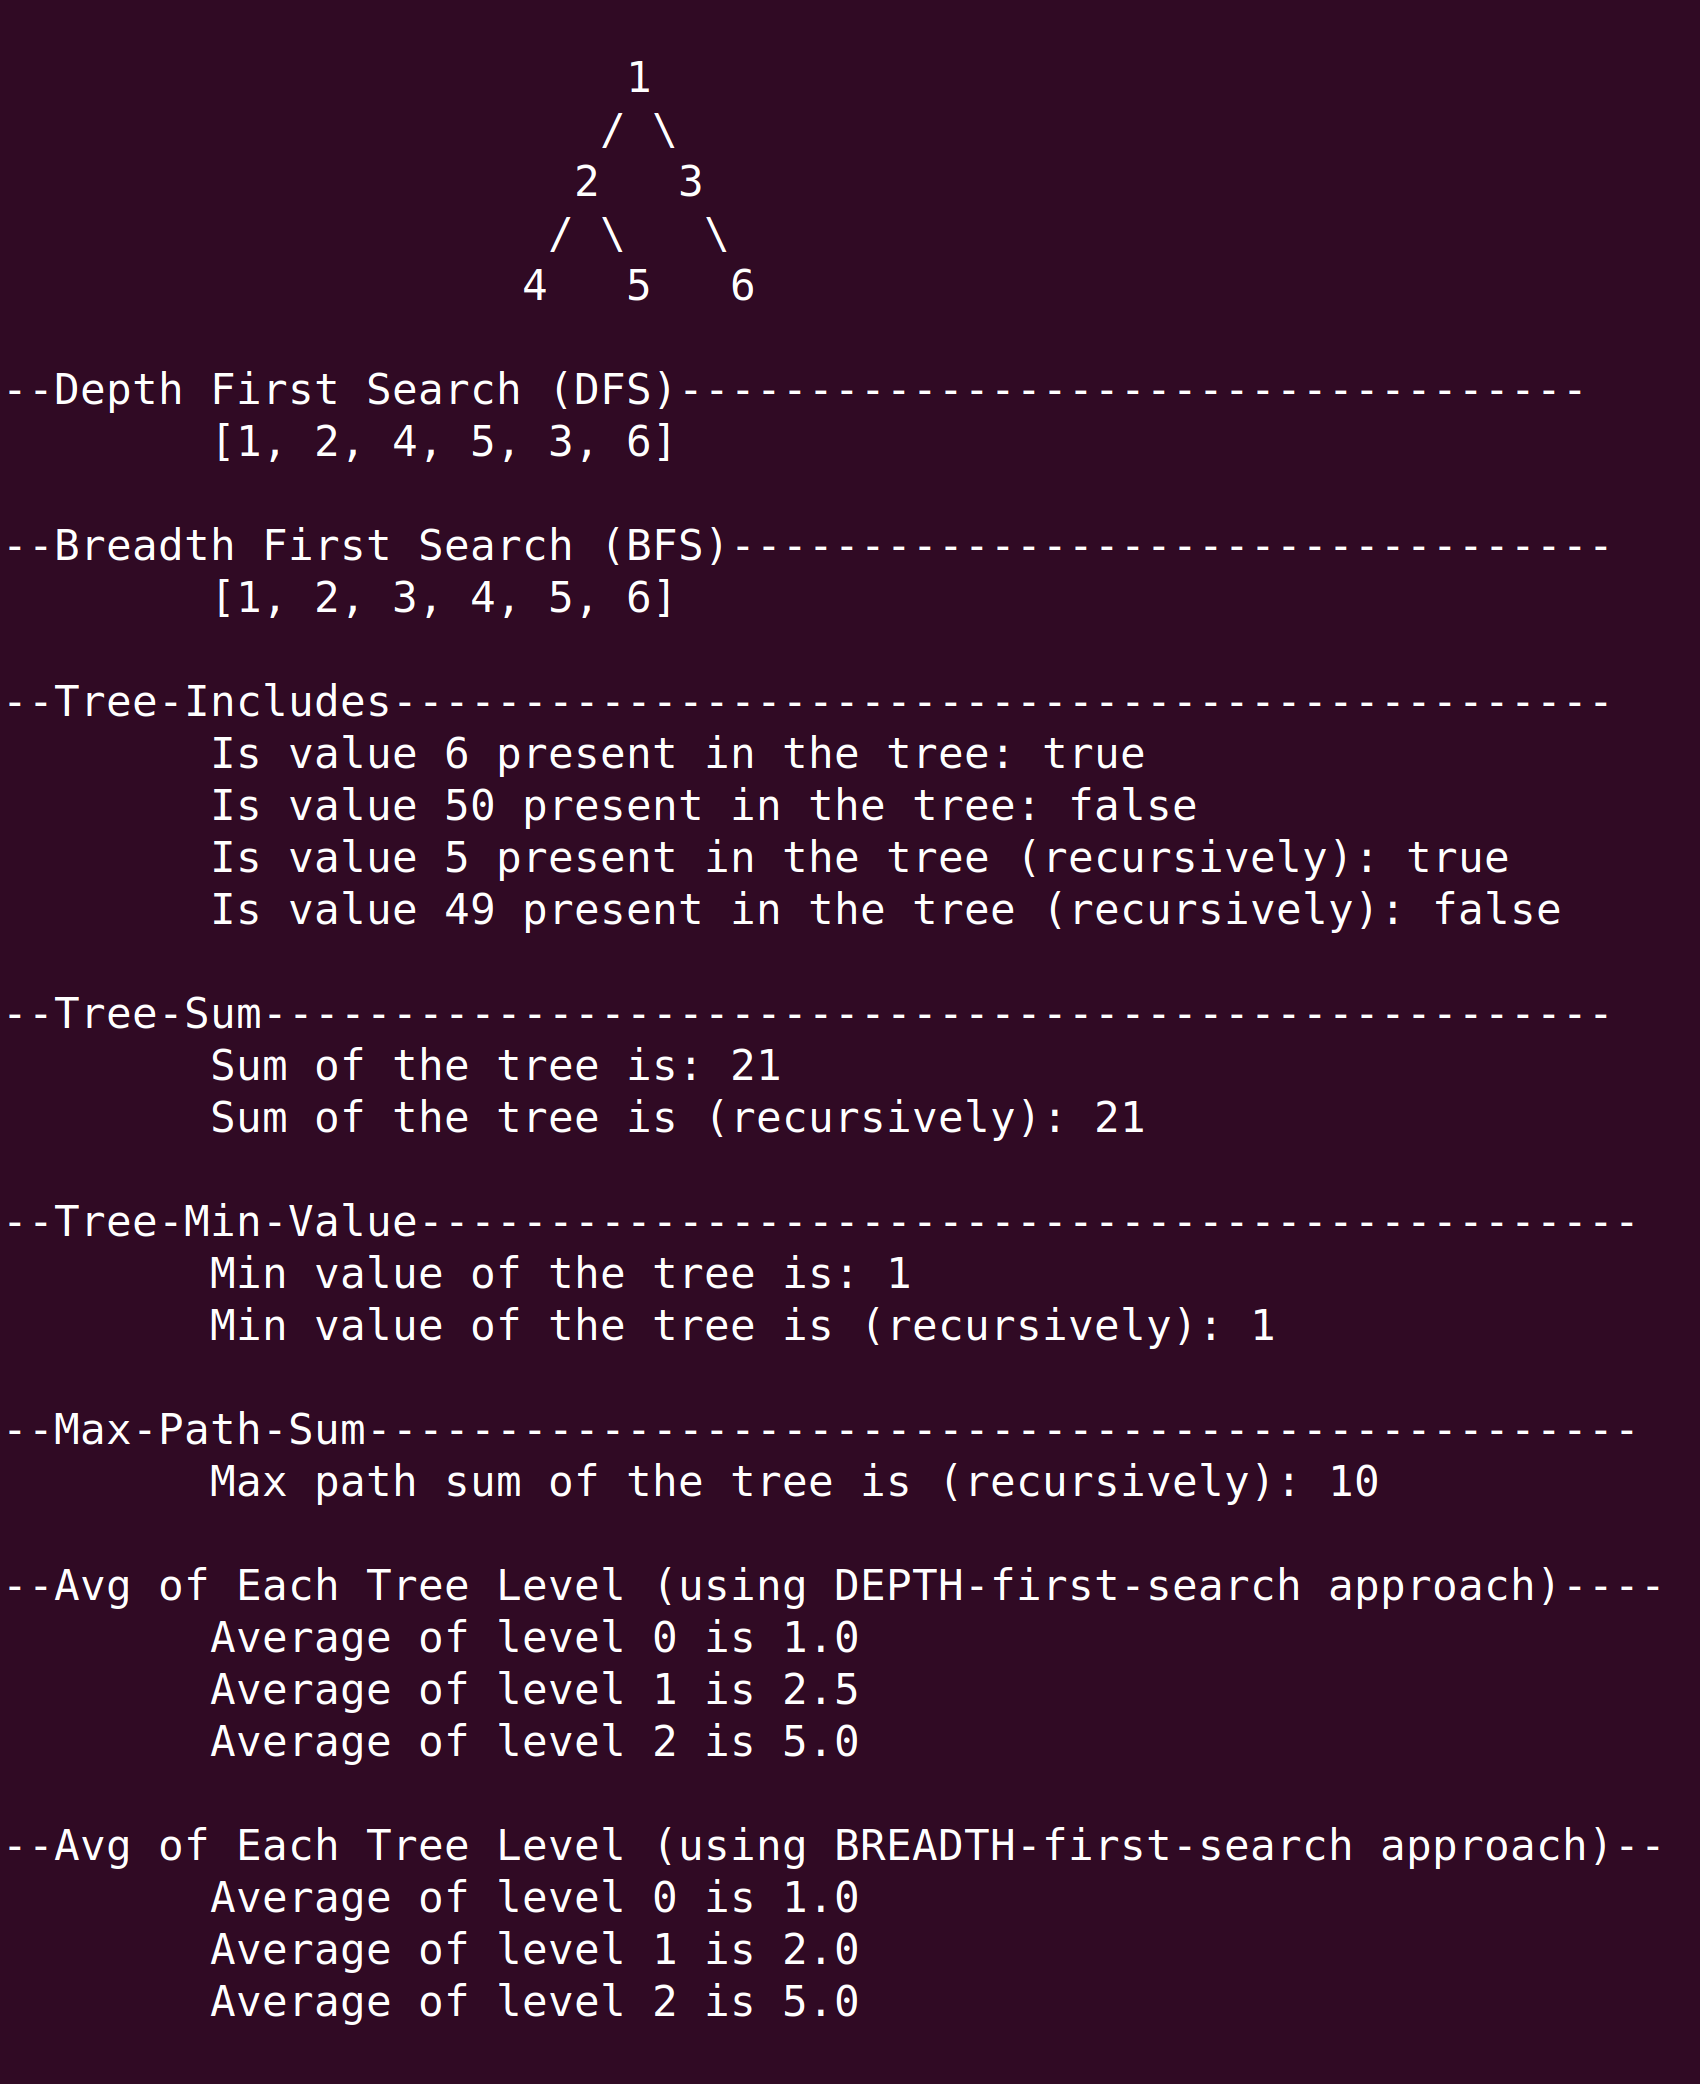 1
                       / \
                      2   3
                     / \   \
                    4   5   6

--Depth First Search (DFS)-----------------------------------
        [1, 2, 4, 5, 3, 6]

--Breadth First Search (BFS)----------------------------------
        [1, 2, 3, 4, 5, 6]

--Tree-Includes-----------------------------------------------
        Is value 6 present in the tree: true
        Is value 50 present in the tree: false
        Is value 5 present in the tree (recursively): true
        Is value 49 present in the tree (recursively): false

--Tree-Sum----------------------------------------------------
        Sum of the tree is: 21
        Sum of the tree is (recursively): 21

--Tree-Min-Value-----------------------------------------------
        Min value of the tree is: 1
        Min value of the tree is (recursively): 1

--Max-Path-Sum-------------------------------------------------
        Max path sum of the tree is (recursively): 10

--Avg of Each Tree Level (using DEPTH-first-search approach)----
        Average of level 0 is 1.0
        Average of level 1 is 2.5
        Average of level 2 is 5.0

--Avg of Each Tree Level (using BREADTH-first-search approach)--
        Average of level 0 is 1.0
        Average of level 1 is 2.0
        Average of level 2 is 5.0